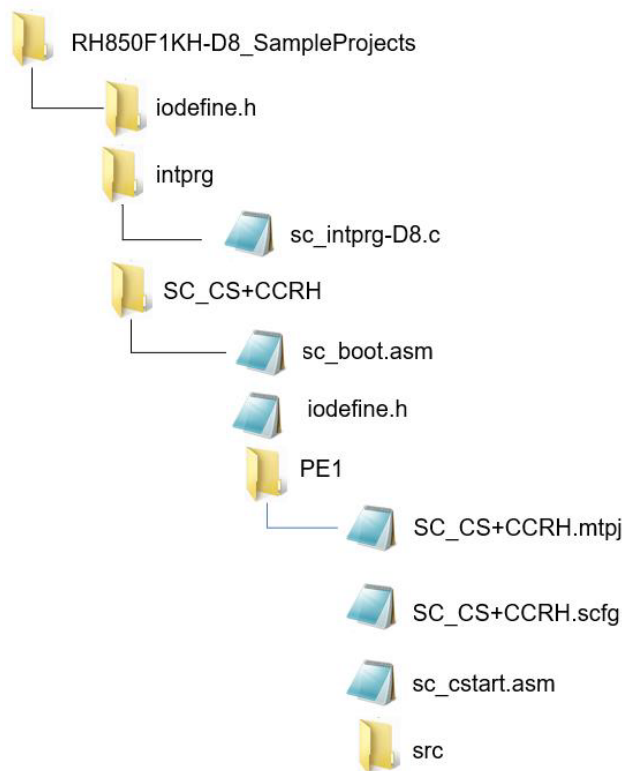 RH850F1KH-D8_SampleProjects
iodefine.h
intprg
sc_intprg-D8.c
SC_CS+CCRH
sc_boot.asm
iodefine.h
PE1
SC_CS+CCRH.mtpj
SC_CS+CCRH.scfg
sc_cstart.asm
src